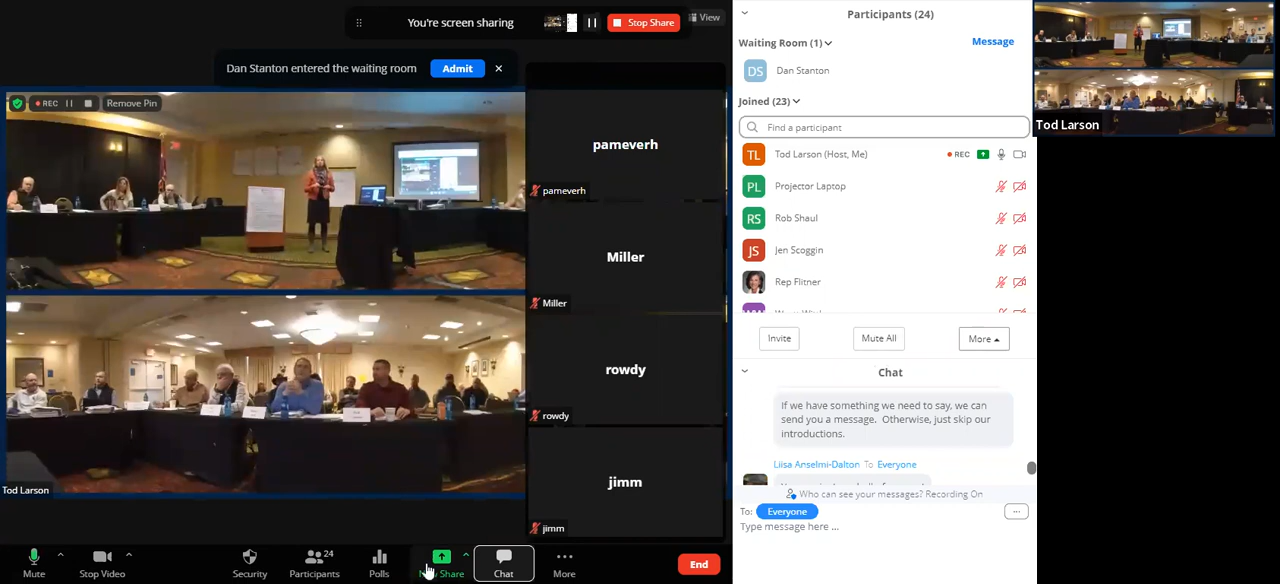 You're screen sharing
Stop Share
View
Dan Stanton entered the waiting room
Admit
REC
Remove Pin
Tod Larson
pameverh
pameverh
Miller
Miller
rowdy
rowdy
jimm
jimm
Mute
Stop Video
Security
Participants
24
Polls
Share
Chat
More
End
Participants (24)
Waiting Room (1)
Message
DS
Dan Stanton
Joined (23)
Find a participant
TL
Tod Larson (Host, Me)
REC
PL
Projector Laptop
RS
Rob Shaul
JS
Jen Scoggin
Rep Flitner
Invite
Mute All
More
Chat
If we have something we need to say, we can
send you a message. Otherwise, just skip our
introductions.
Liisa Anselmi-Dalton To Everyone
Who can see your messages? Recording On
To: Everyone
Type message here ...
Tod Larson